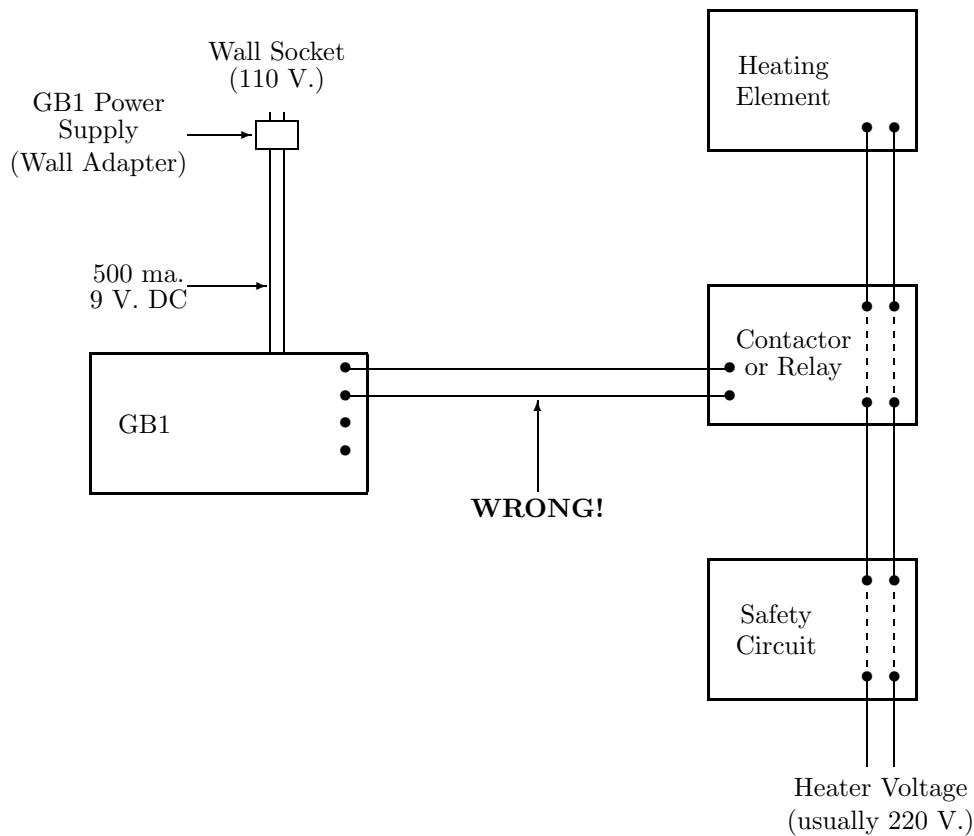 Wall Socket
(110 V.)
GB1 Power
Supply
(Wall Adapter)
500 ma.
9 V. DC
GB1
WRONG!
Heating
Element
Contactor
or Relay
Safety
Circuit
Heater Voltage
(usually 220 V.)